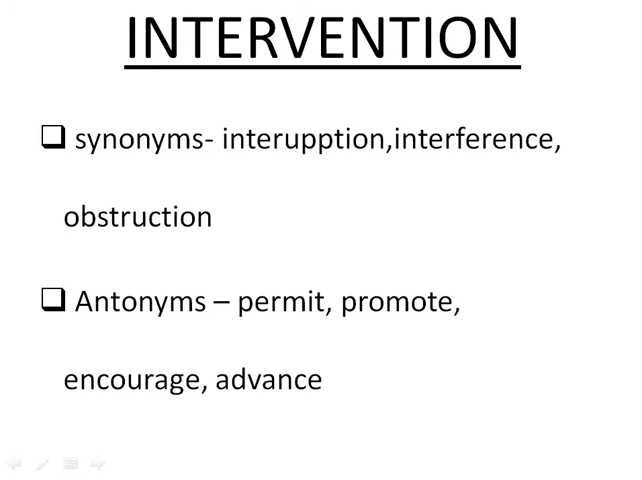 INTERVENTION
synonyms- interupption,interference,
obstruction
Antonyms – permit, promote,
encourage, advance